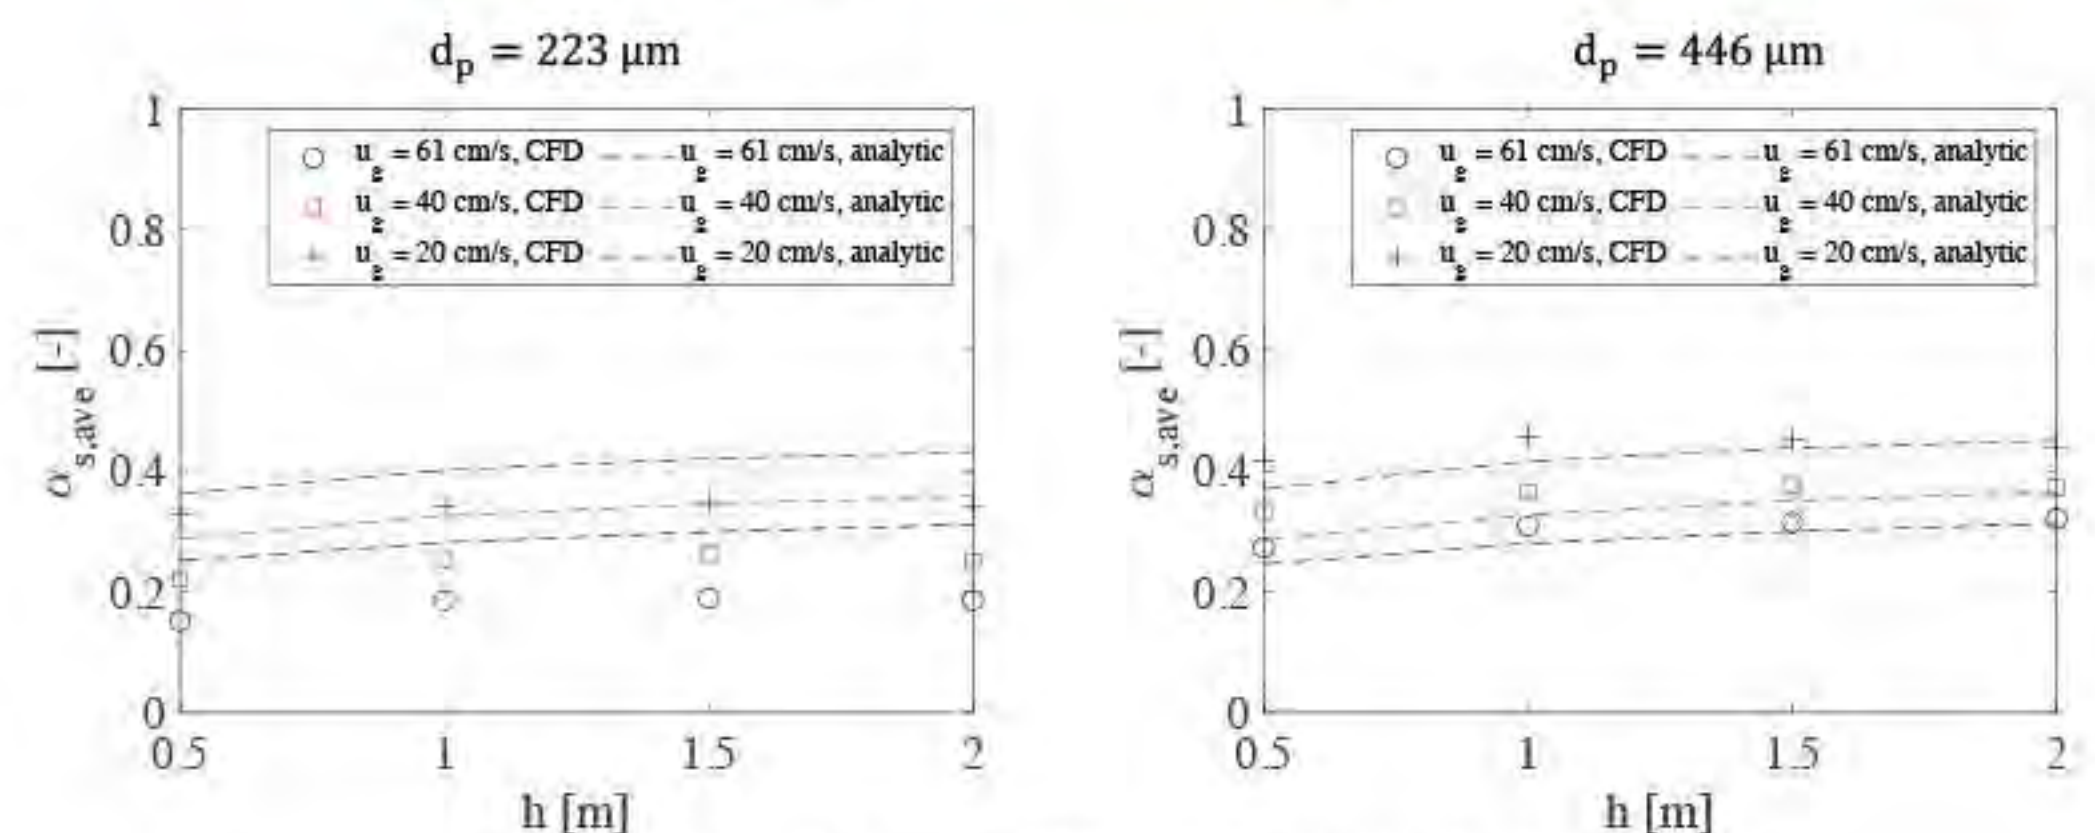 d_p = 223 μm
1
0.8
0.6
0.4
0.2
0
α_s,ave [-]
u_g = 61 cm/s, CFD u_g = 61 cm/s, analytic
u_g = 40 cm/s, CFD u_g = 40 cm/s, analytic
u_g = 20 cm/s, CFD u_g = 20 cm/s, analytic
0.5 1 1.5 2
h [m]
d_p = 446 μm
1
0.8
0.6
0.4
0.2
0
α_s,ave [-]
u_g = 61 cm/s, CFD u_g = 61 cm/s, analytic
u_g = 40 cm/s, CFD u_g = 40 cm/s, analytic
u_g = 20 cm/s, CFD u_g = 20 cm/s, analytic
0.5 1 1.5 2
h [m]